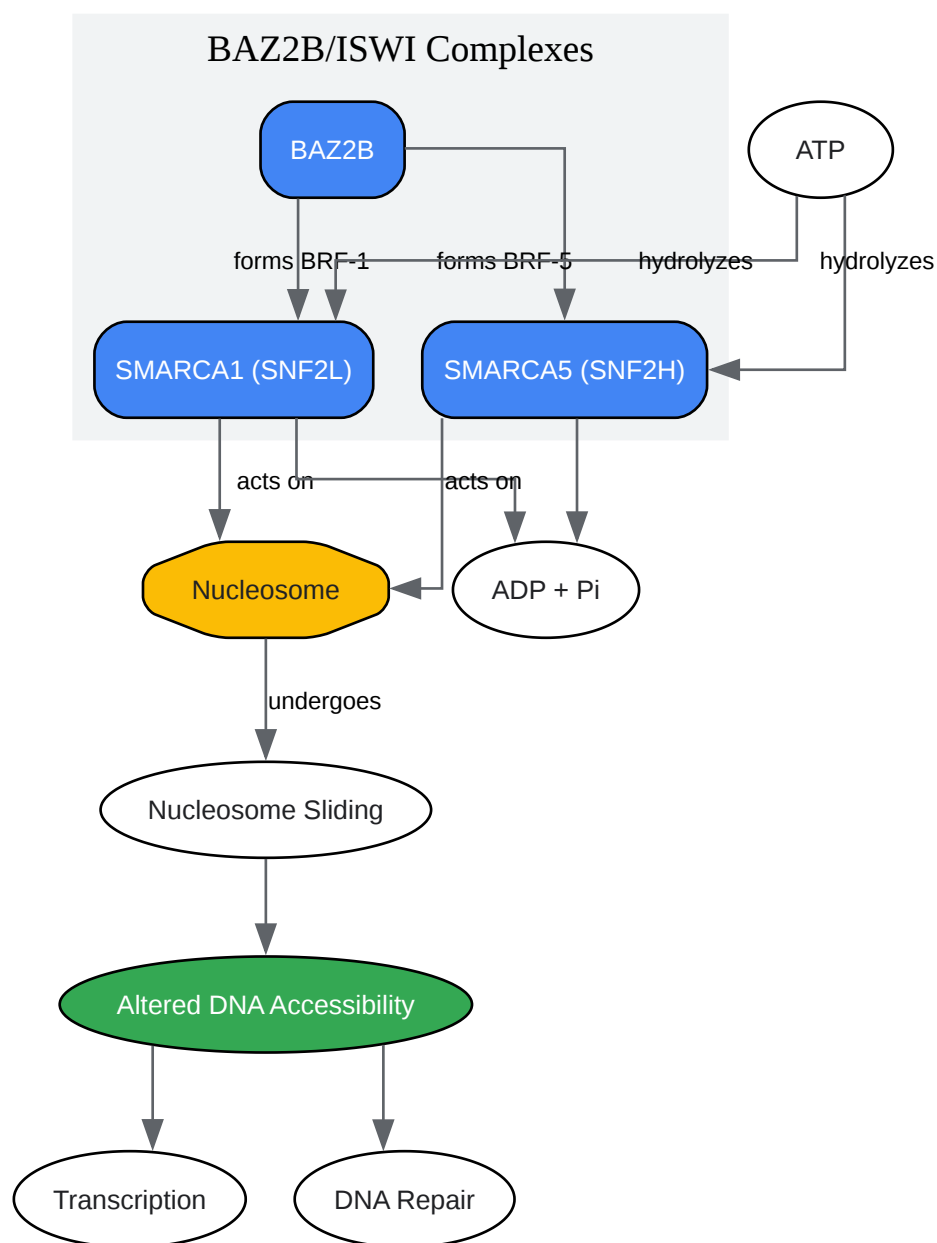 BAZ2B/ISWI Complexes
BAZ2B
ATP
forms BRF-1
forms BRF-5
hydrolyzes
hydrolyzes
SMARCA1 (SNF2L)
SMARCA5 (SNF2H)
acts on
acts on
Nucleosome
ADP + Pi
undergoes
Nucleosome Sliding
Altered DNA Accessibility
Transcription
DNA Repair